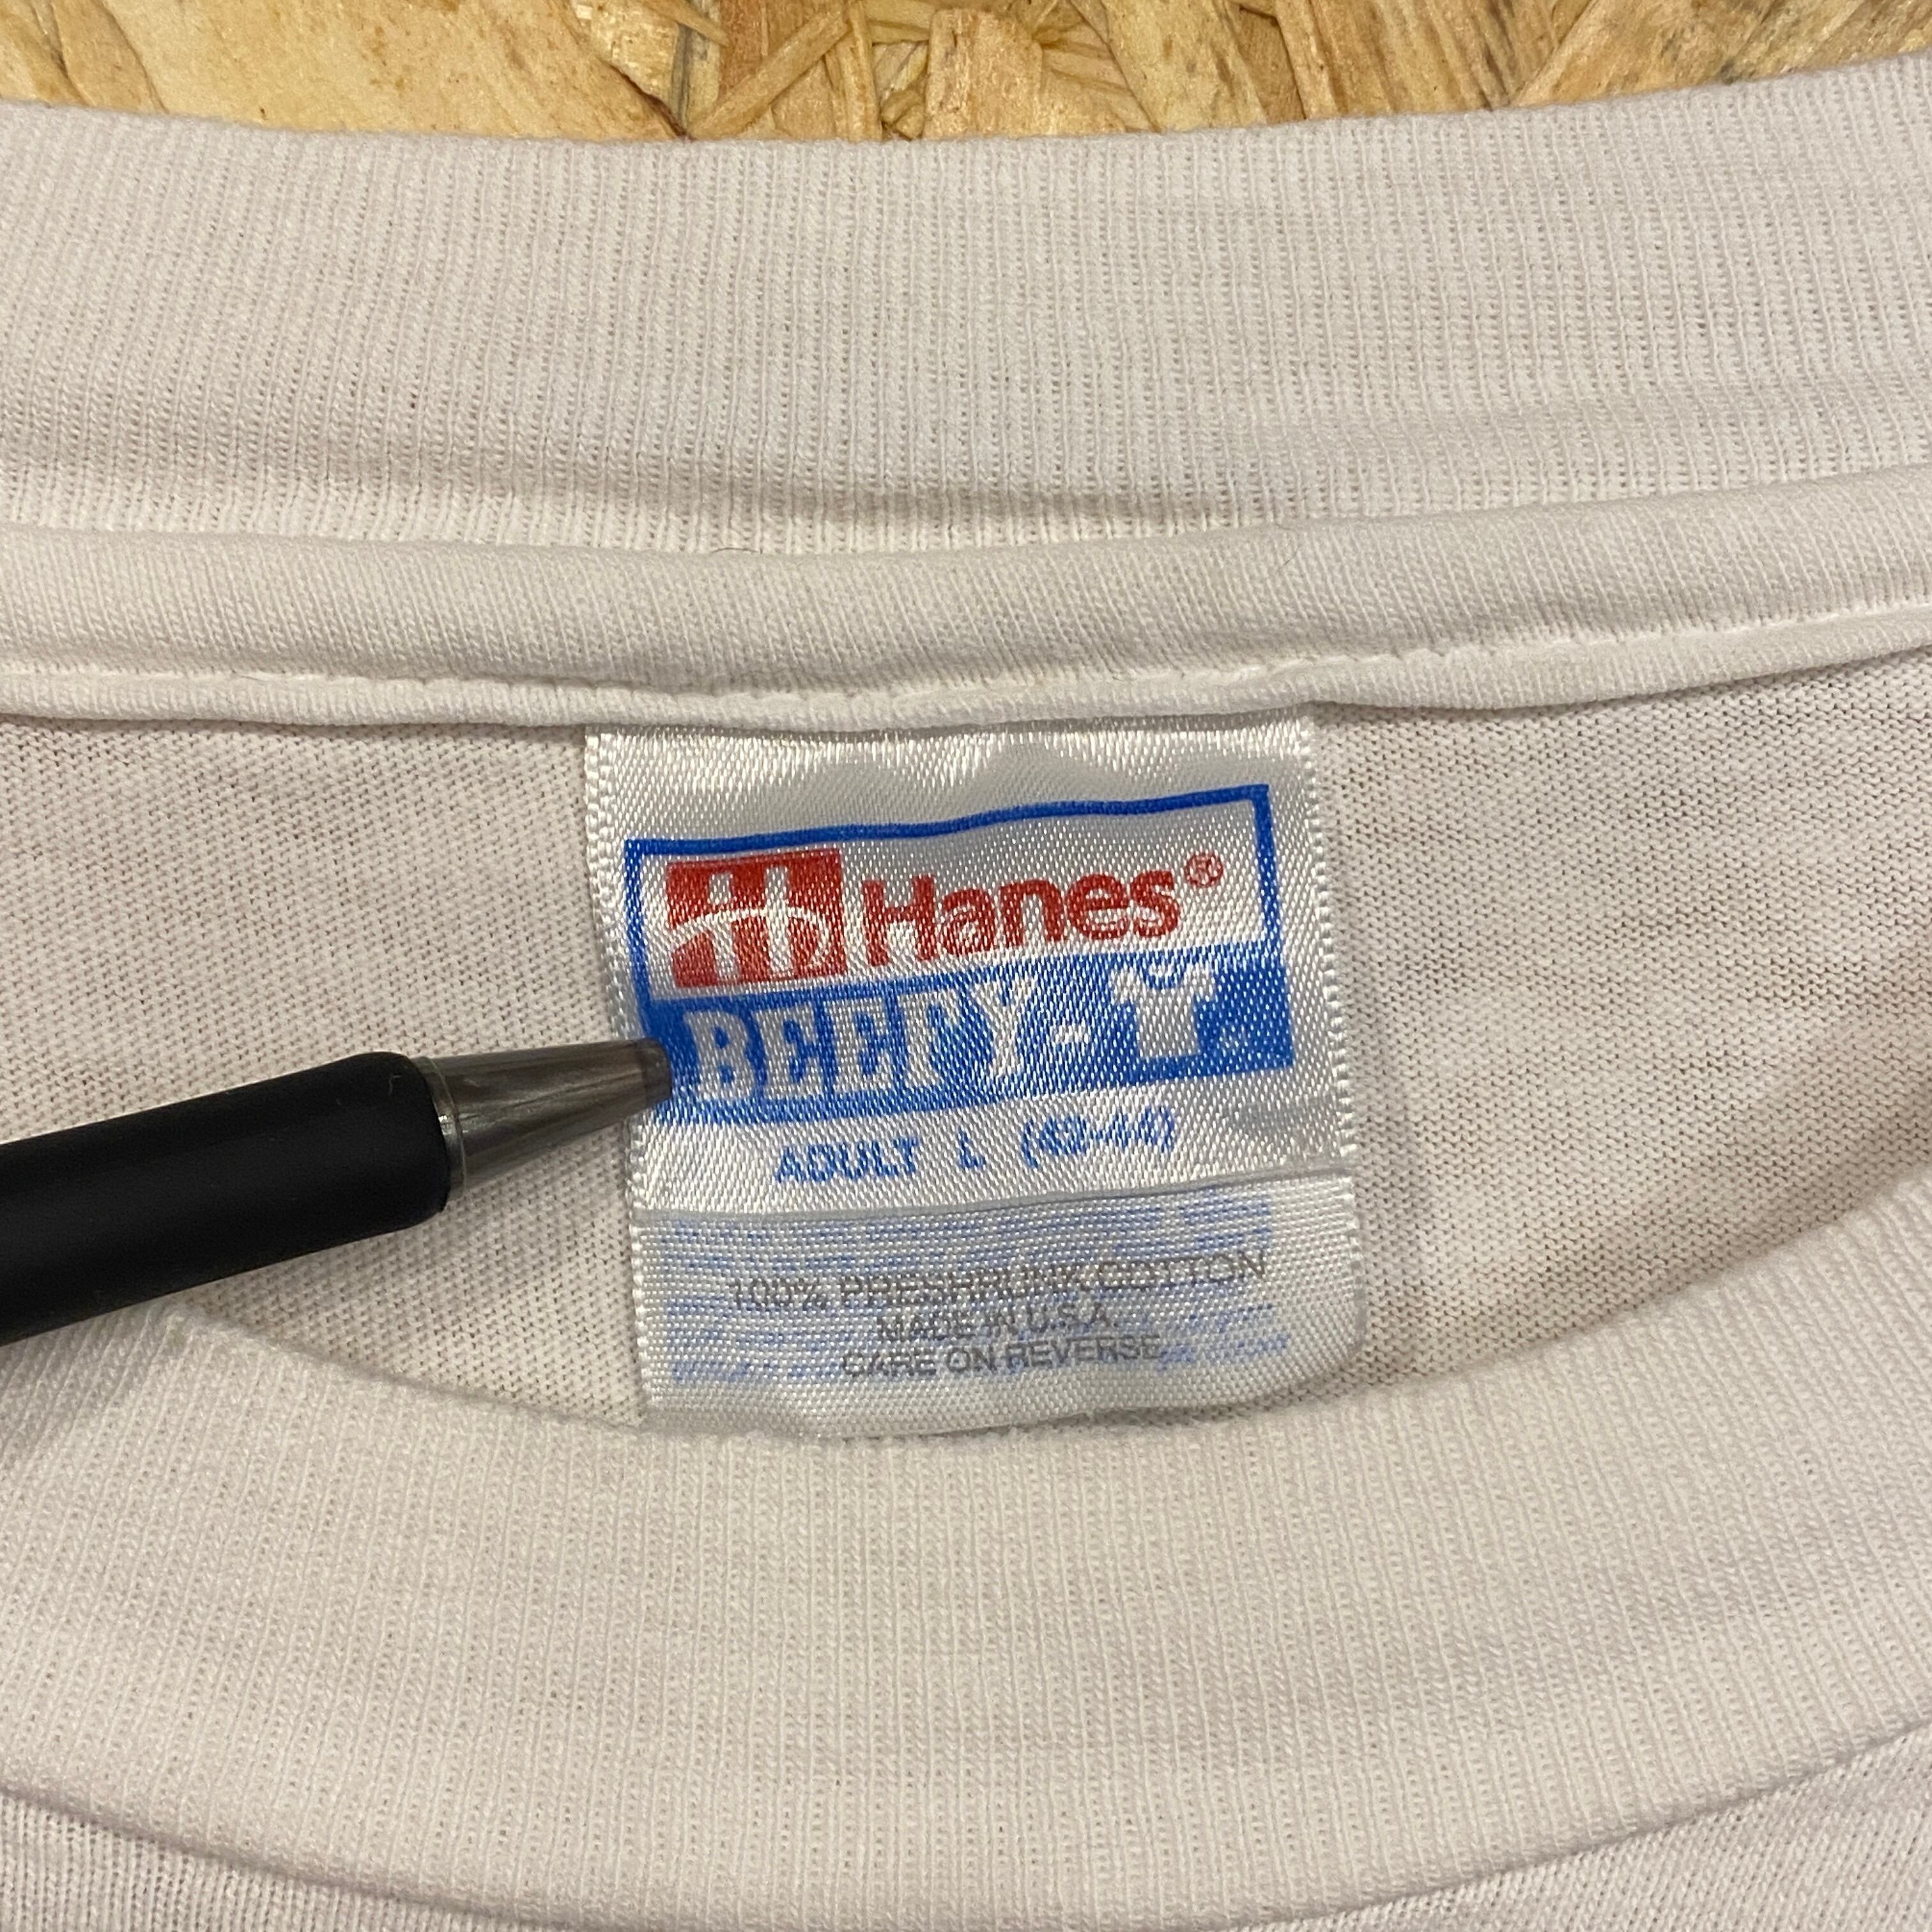 Hanes®
BEEFY-T
ADULT L (42-44)
100% PRESHRUNK COTTON
MADE IN U.S.A.
CARE ON REVERSE